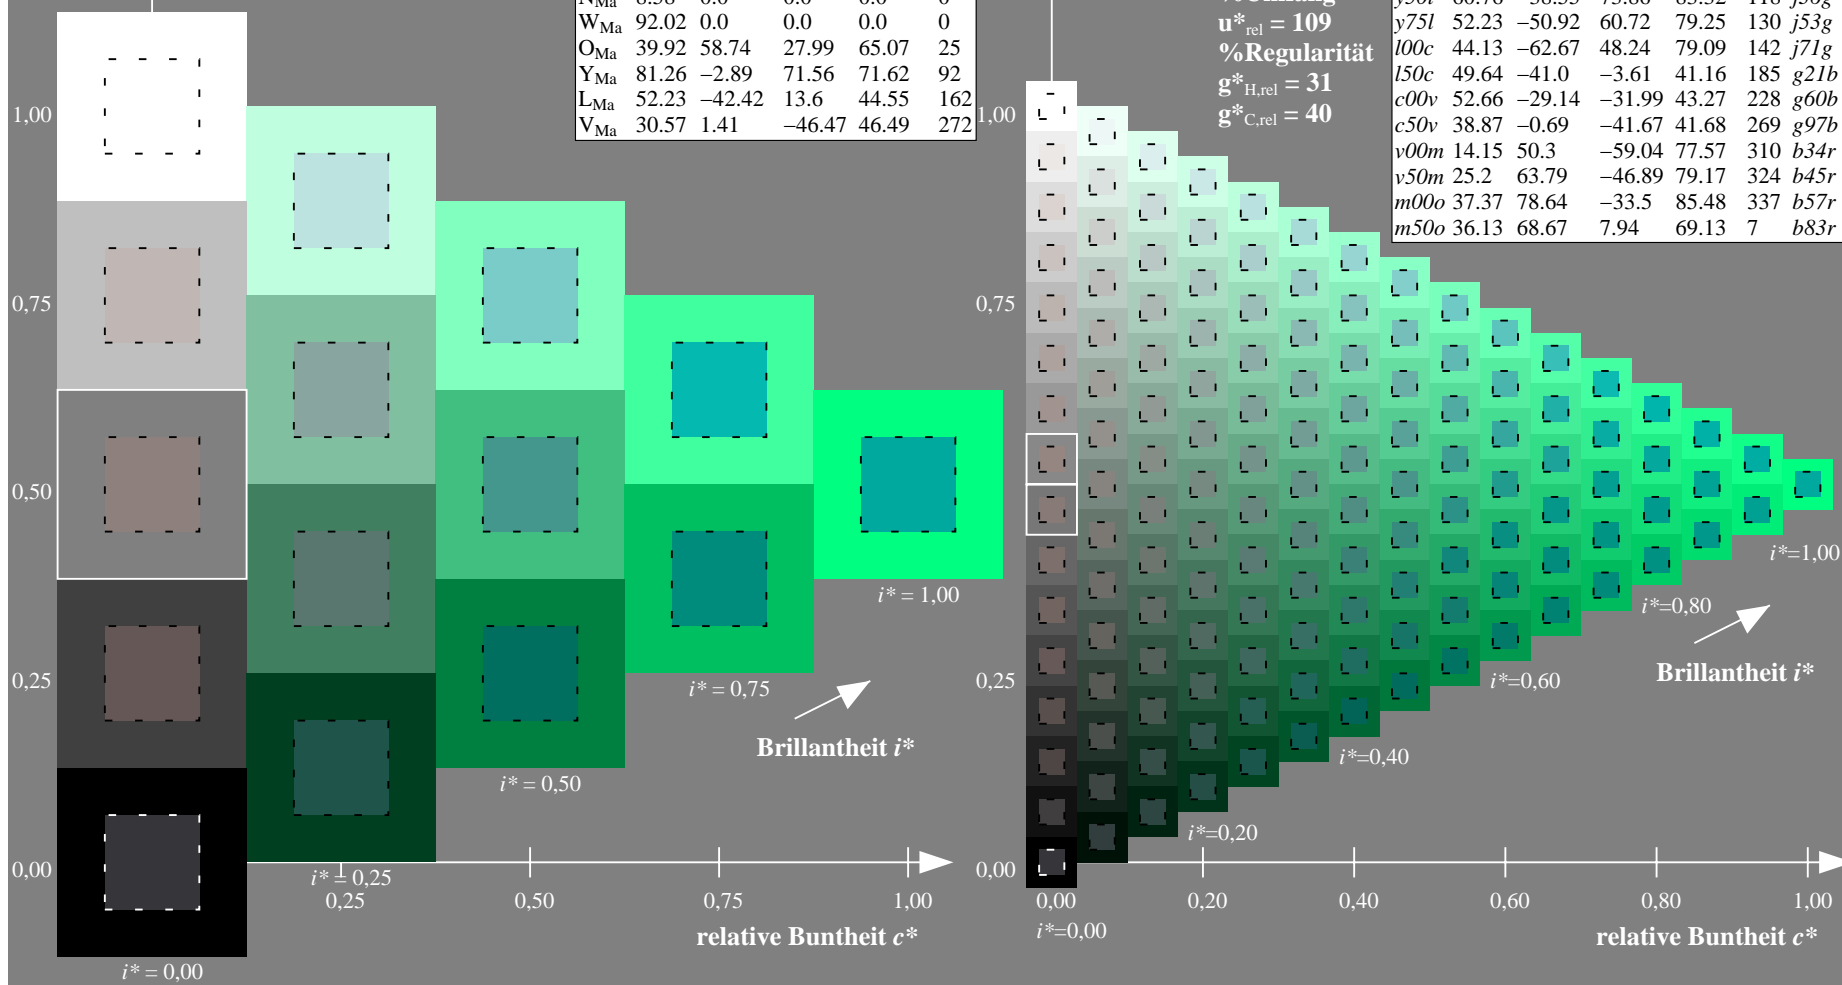 W_Ma 92.02 0.0 0.0 0.0 0
O_Ma 39.92 58.74 27.99 65.07 25
Y_Ma 81.26 −2.89 71.56 71.62 92
L_Ma 52.23 −42.42 13.6 44.55 162
V_Ma 30.57 1.41 −46.47 46.49 272
u*rel = 109
%Regularität
g*H,rel = 31
g*C,rel = 40
y75l 52.23 −50.92 60.72 79.25 130 j53g
l00c 44.13 −62.67 48.24 79.09 142 j71g
l50c 49.64 −41.0 −3.61 41.16 185 g21b
c00v 52.66 −29.14 −31.99 43.27 228 g60b
c50v 38.87 −0.69 −41.67 41.68 269 g97b
v00m 14.15 50.3 −59.04 77.57 310 b34r
v50m 25.2 63.79 −46.89 79.17 324 b45r
m00o 37.37 78.64 −33.5 85.48 337 b57r
m50o 36.13 68.67 7.94 69.13 7 b83r
1,00
0,75
0,50
0,25
0,00
i* = 1,00
i* = 0,75
Brillantheit i*
i* = 0,50
i* = 0,25
0,25 0,50 0,75 1,00
relative Buntheit c*
i* = 0,00
1,00
0,75
0,50
0,25
0,00
i*=1,00
i*=0,80
Brillantheit i*
i*=0,60
i*=0,40
i*=0,20
0,00 0,20 0,40 0,60 0,80 1,00
i*=0,00
relative Buntheit c*